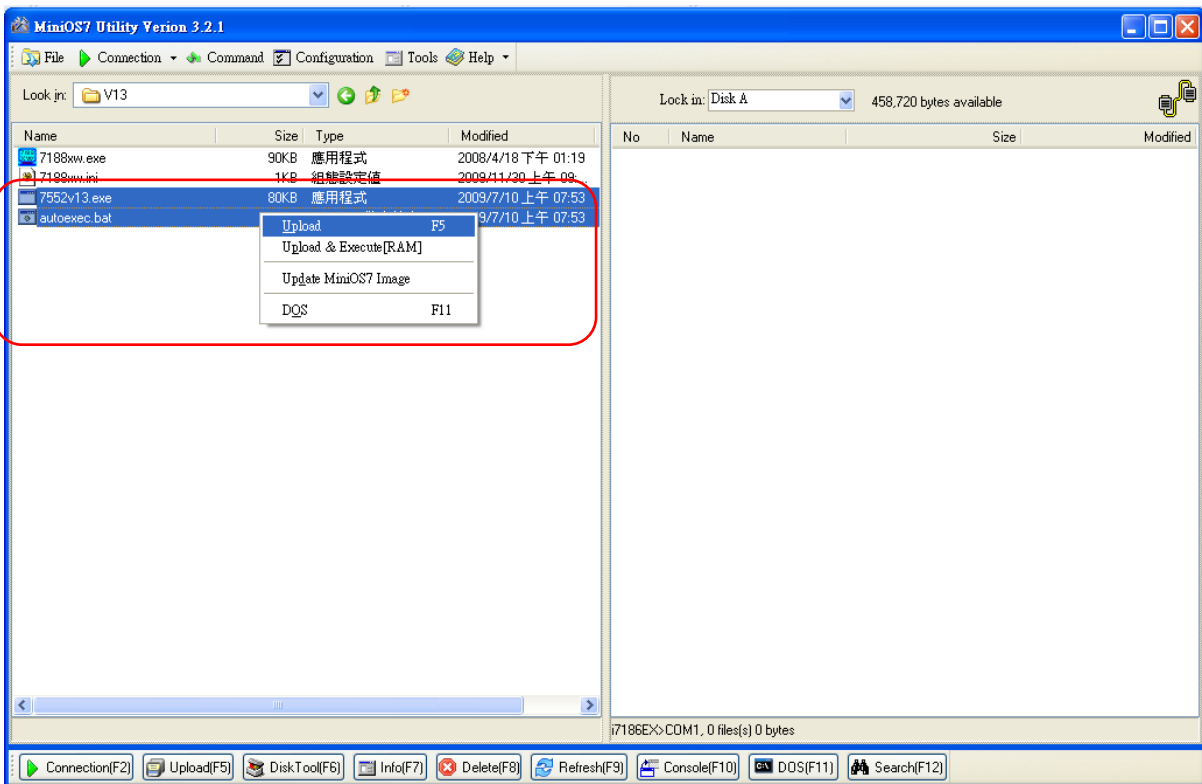 MiniOS7 Utility Verion 3.2.1
File Connection Command Configuration Tools Help
Look in: V13
Lock in: Disk A 458,720 bytes available
Name Size Type Modified
No Name Size Modified
7188xw.exe 90KB 應用程式 2008/4/18 下午 01:19
7188xw.ini 1KB 組態設定值 2009/11/30 上午 09:...
7552v13.exe 80KB 應用程式 2009/7/10 上午 07:53
autoexec.bat 9/7/10 上午 07:53
Upload F5
Upload & Execute[RAM]
Update MiniOS7 Image
DOS F11
i7186EX>COM1, 0 files(s) 0 bytes
Connection(F2) Upload(F5) DiskTool(F6) Info(F7) Delete(F8) Refresh(F9) Console(F10) DOS(F11) Search(F12)